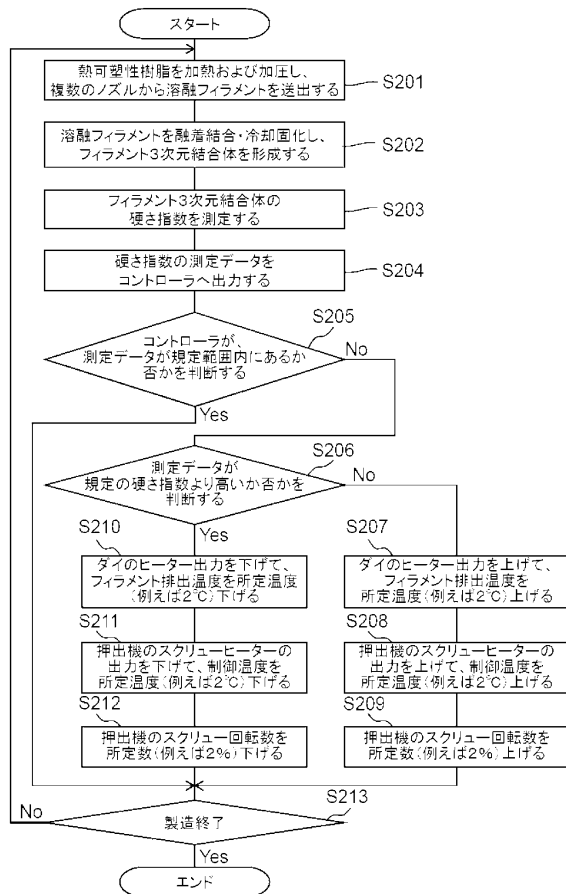 スタート
熱可塑性樹脂を加熱および加圧し、
複数のノズルから溶融フィラメントを送出する
S201
溶融フィラメントを融着結合・冷却固化し、
フィラメント3次元結合体を形成する
S202
フィラメント3次元結合体の
硬さ指数を測定する
S203
硬さ指数の測定データを
コントローラへ出力する
S204
S205
コントローラが、
測定データが規定範囲内にあるか
否かを判断する
No
Yes
S206
測定データが
規定の硬さ指数より高いか否かを
判断する
No
Yes
S210
ダイのヒーター出力を下げて、
フィラメント排出温度を所定温度
(例えば2℃)下げる
S207
ダイのヒーター出力を上げて、
フィラメント排出温度を
所定温度(例えば2℃)上げる
S211
押出機のスクリューヒーターの
出力を下げて、制御温度を
所定温度(例えば2℃)下げる
S208
押出機のスクリューヒーターの
出力を上げて、制御温度を
所定温度(例えば2℃)上げる
S212
押出機のスクリュー回転数を
所定数(例えば2%)下げる
S209
押出機のスクリュー回転数を
所定数(例えば2%)上げる
S213
No
製造終了
Yes
エンド